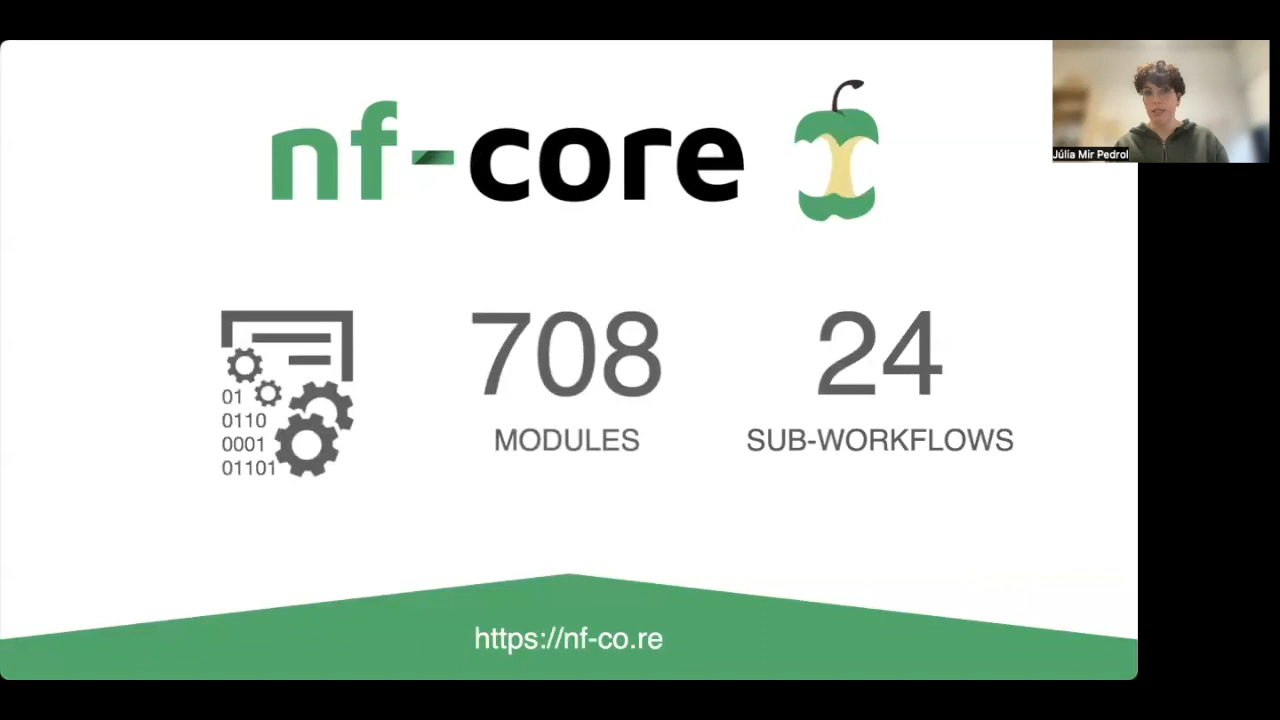 nf-core
Júlia Mir Pedrol
708
24
MODULES
SUB-WORKFLOWS
01
0110
0001
01101
https://nf-co.re